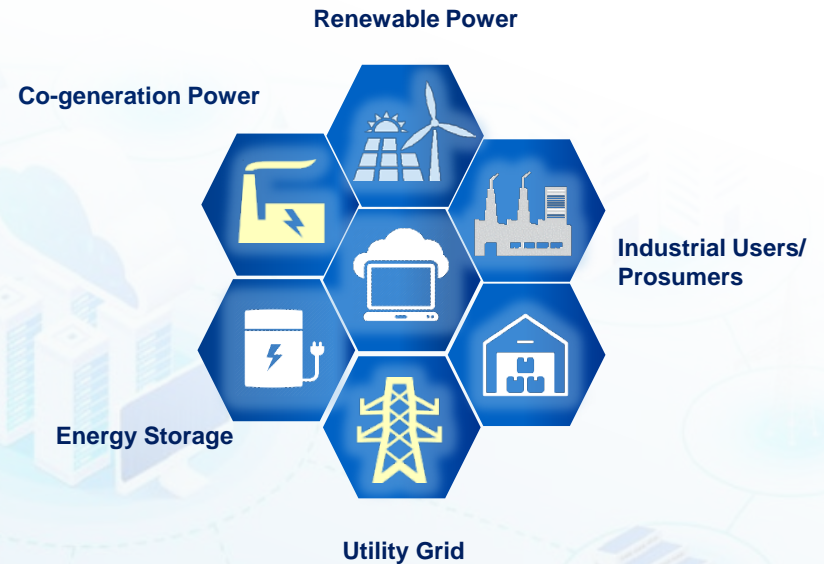 Renewable Power
Co-generation Power
Industrial Users/
Prosumers
Energy Storage
Utility Grid